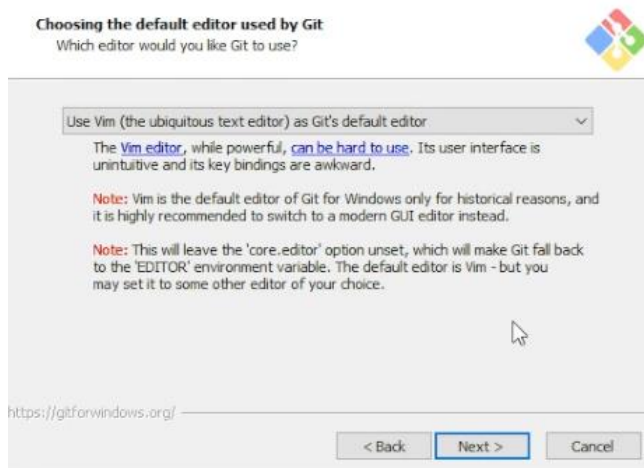 Choosing the default editor used by Git
Which editor would you like Git to use?
Use Vim (the ubiquitous text editor) as Git's default editor
The Vim editor, while powerful, can be hard to use. Its user interface is
unintuitive and its key bindings are awkward.
Note: Vim is the default editor of Git for Windows only for historical reasons, and
it is highly recommended to switch to a modern GUI editor instead.
Note: This will leave the 'core.editor' option unset, which will make Git fall back
to the 'EDITOR' environment variable. The default editor is Vim - but you
may set it to some other editor of your choice.
https://gitforwindows.org/
< Back
Next >
Cancel